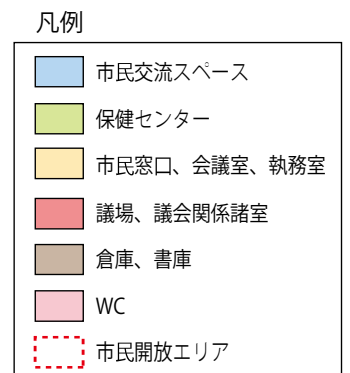 凡例
市民交流スペース
保健センター
市民窓口、会議室、執務室
議場、議会関係諸室
倉庫、書庫
WC
市民開放エリア